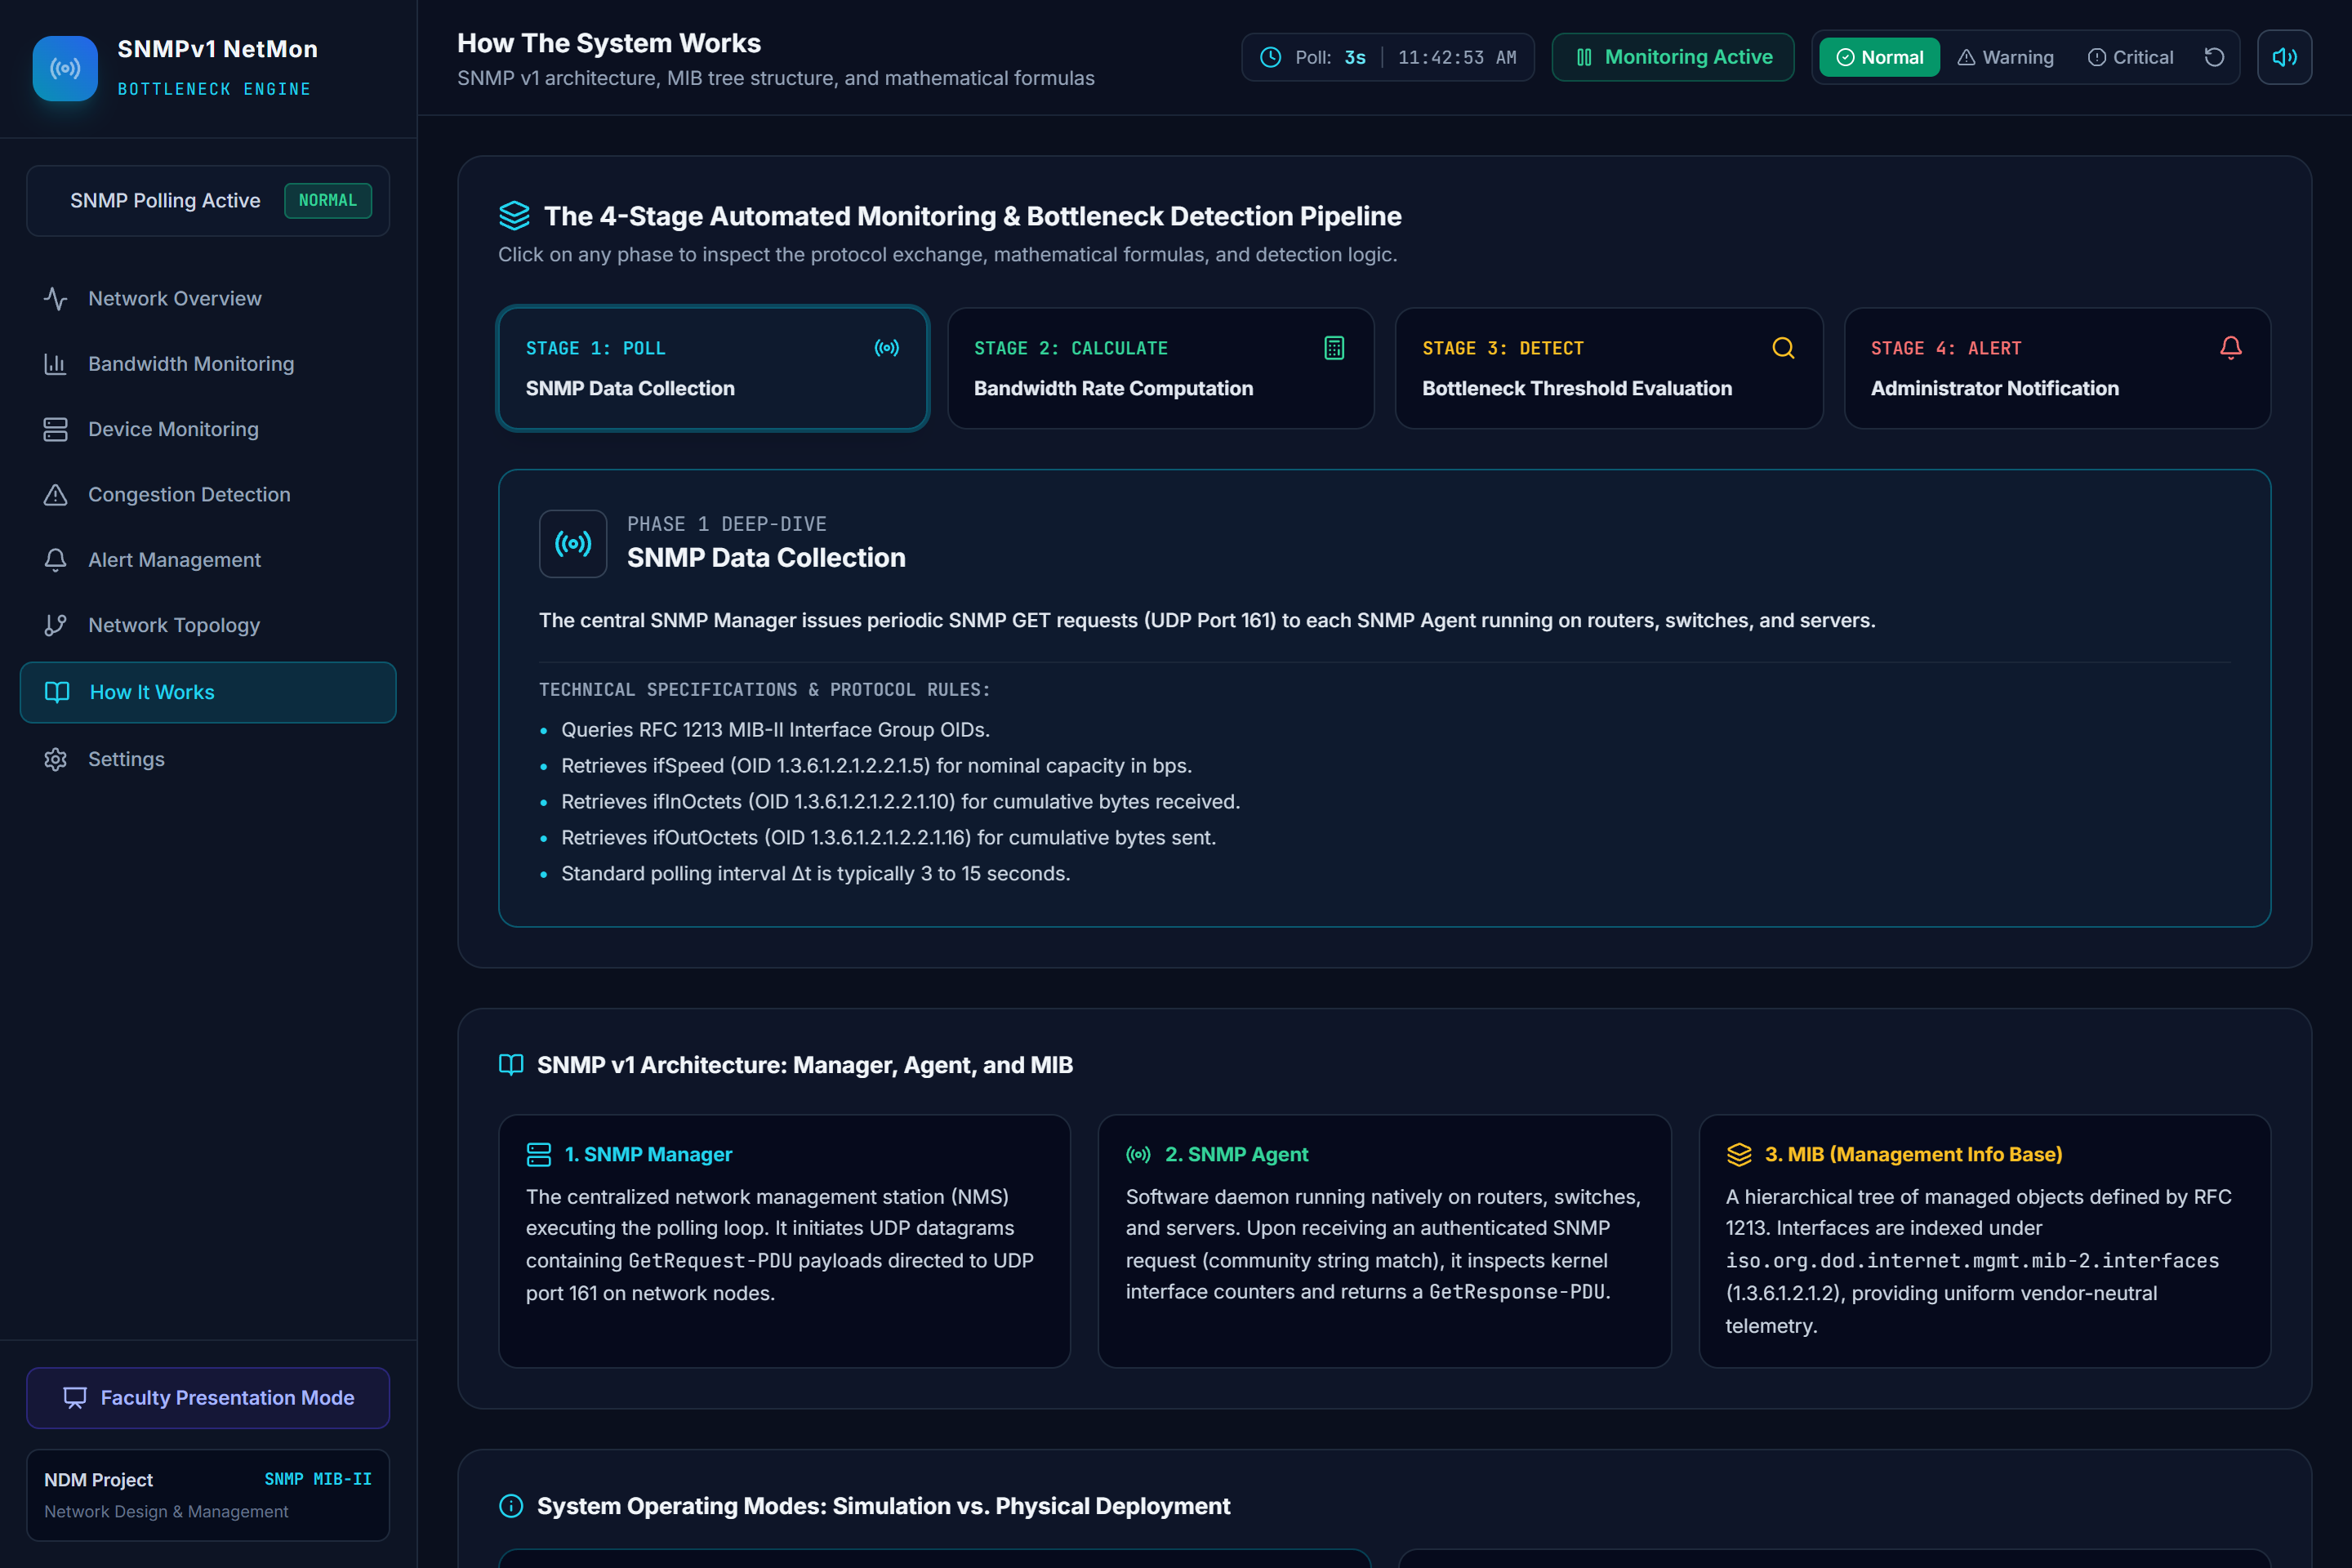 SNMPv1 NetMon
BOTTLENECK ENGINE
SNMP Polling Active NORMAL
Network Overview
Bandwidth Monitoring
Device Monitoring
Congestion Detection
Alert Management
Network Topology
How It Works
Settings
Faculty Presentation Mode
NDM Project SNMP MIB-II
Network Design & Management
How The System Works
SNMP v1 architecture, MIB tree structure, and mathematical formulas
Poll: 3s | 11:42:53 AM
Monitoring Active
Normal Warning Critical
The 4-Stage Automated Monitoring & Bottleneck Detection Pipeline
Click on any phase to inspect the protocol exchange, mathematical formulas, and detection logic.
STAGE 1: POLL
SNMP Data Collection
STAGE 2: CALCULATE
Bandwidth Rate Computation
STAGE 3: DETECT
Bottleneck Threshold Evaluation
STAGE 4: ALERT
Administrator Notification
PHASE 1 DEEP-DIVE
SNMP Data Collection
The central SNMP Manager issues periodic SNMP GET requests (UDP Port 161) to each SNMP Agent running on routers, switches, and servers.
TECHNICAL SPECIFICATIONS & PROTOCOL RULES:
• Queries RFC 1213 MIB-II Interface Group OIDs.
• Retrieves ifSpeed (OID 1.3.6.1.2.1.2.2.1.5) for nominal capacity in bps.
• Retrieves ifInOctets (OID 1.3.6.1.2.1.2.2.1.10) for cumulative bytes received.
• Retrieves ifOutOctets (OID 1.3.6.1.2.1.2.2.1.16) for cumulative bytes sent.
• Standard polling interval Δt is typically 3 to 15 seconds.
SNMP v1 Architecture: Manager, Agent, and MIB
1. SNMP Manager
The centralized network management station (NMS)
executing the polling loop. It initiates UDP datagrams
containing GetRequest-PDU payloads directed to UDP
port 161 on network nodes.
2. SNMP Agent
Software daemon running natively on routers, switches,
and servers. Upon receiving an authenticated SNMP
request (community string match), it inspects kernel
interface counters and returns a GetResponse-PDU.
3. MIB (Management Info Base)
A hierarchical tree of managed objects defined by RFC
1213. Interfaces are indexed under
iso.org.dod.internet.mgmt.mib-2.interfaces
(1.3.6.1.2.1.2), providing uniform vendor-neutral
telemetry.
System Operating Modes: Simulation vs. Physical Deployment